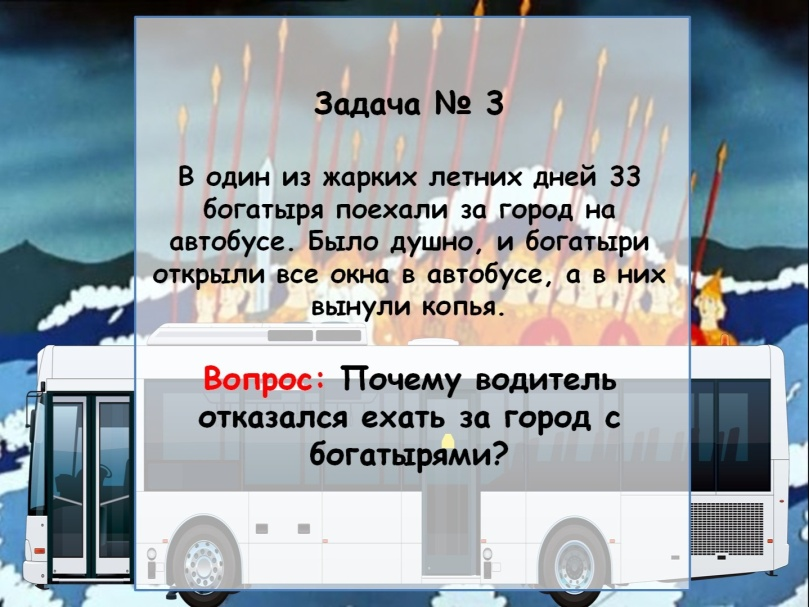 Задача № 3
В один из жарких летних дней 33
богатыря поехали за город на
автобусе. Было душно, и богатыри
открыли все окна в автобусе, а в них
вынули копья.
Вопрос: Почему водитель
отказался ехать за город с
богатырями?